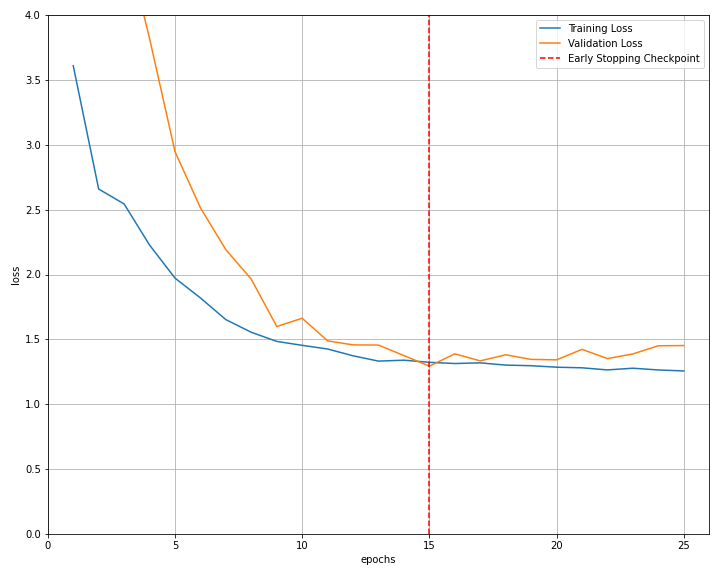 4.0
3.5
3.0
2.5
2.0
1.5
1.0
0.5
0.0
loss
Training Loss
Validation Loss
Early Stopping Checkpoint
0 5 10 15 20 25
epochs